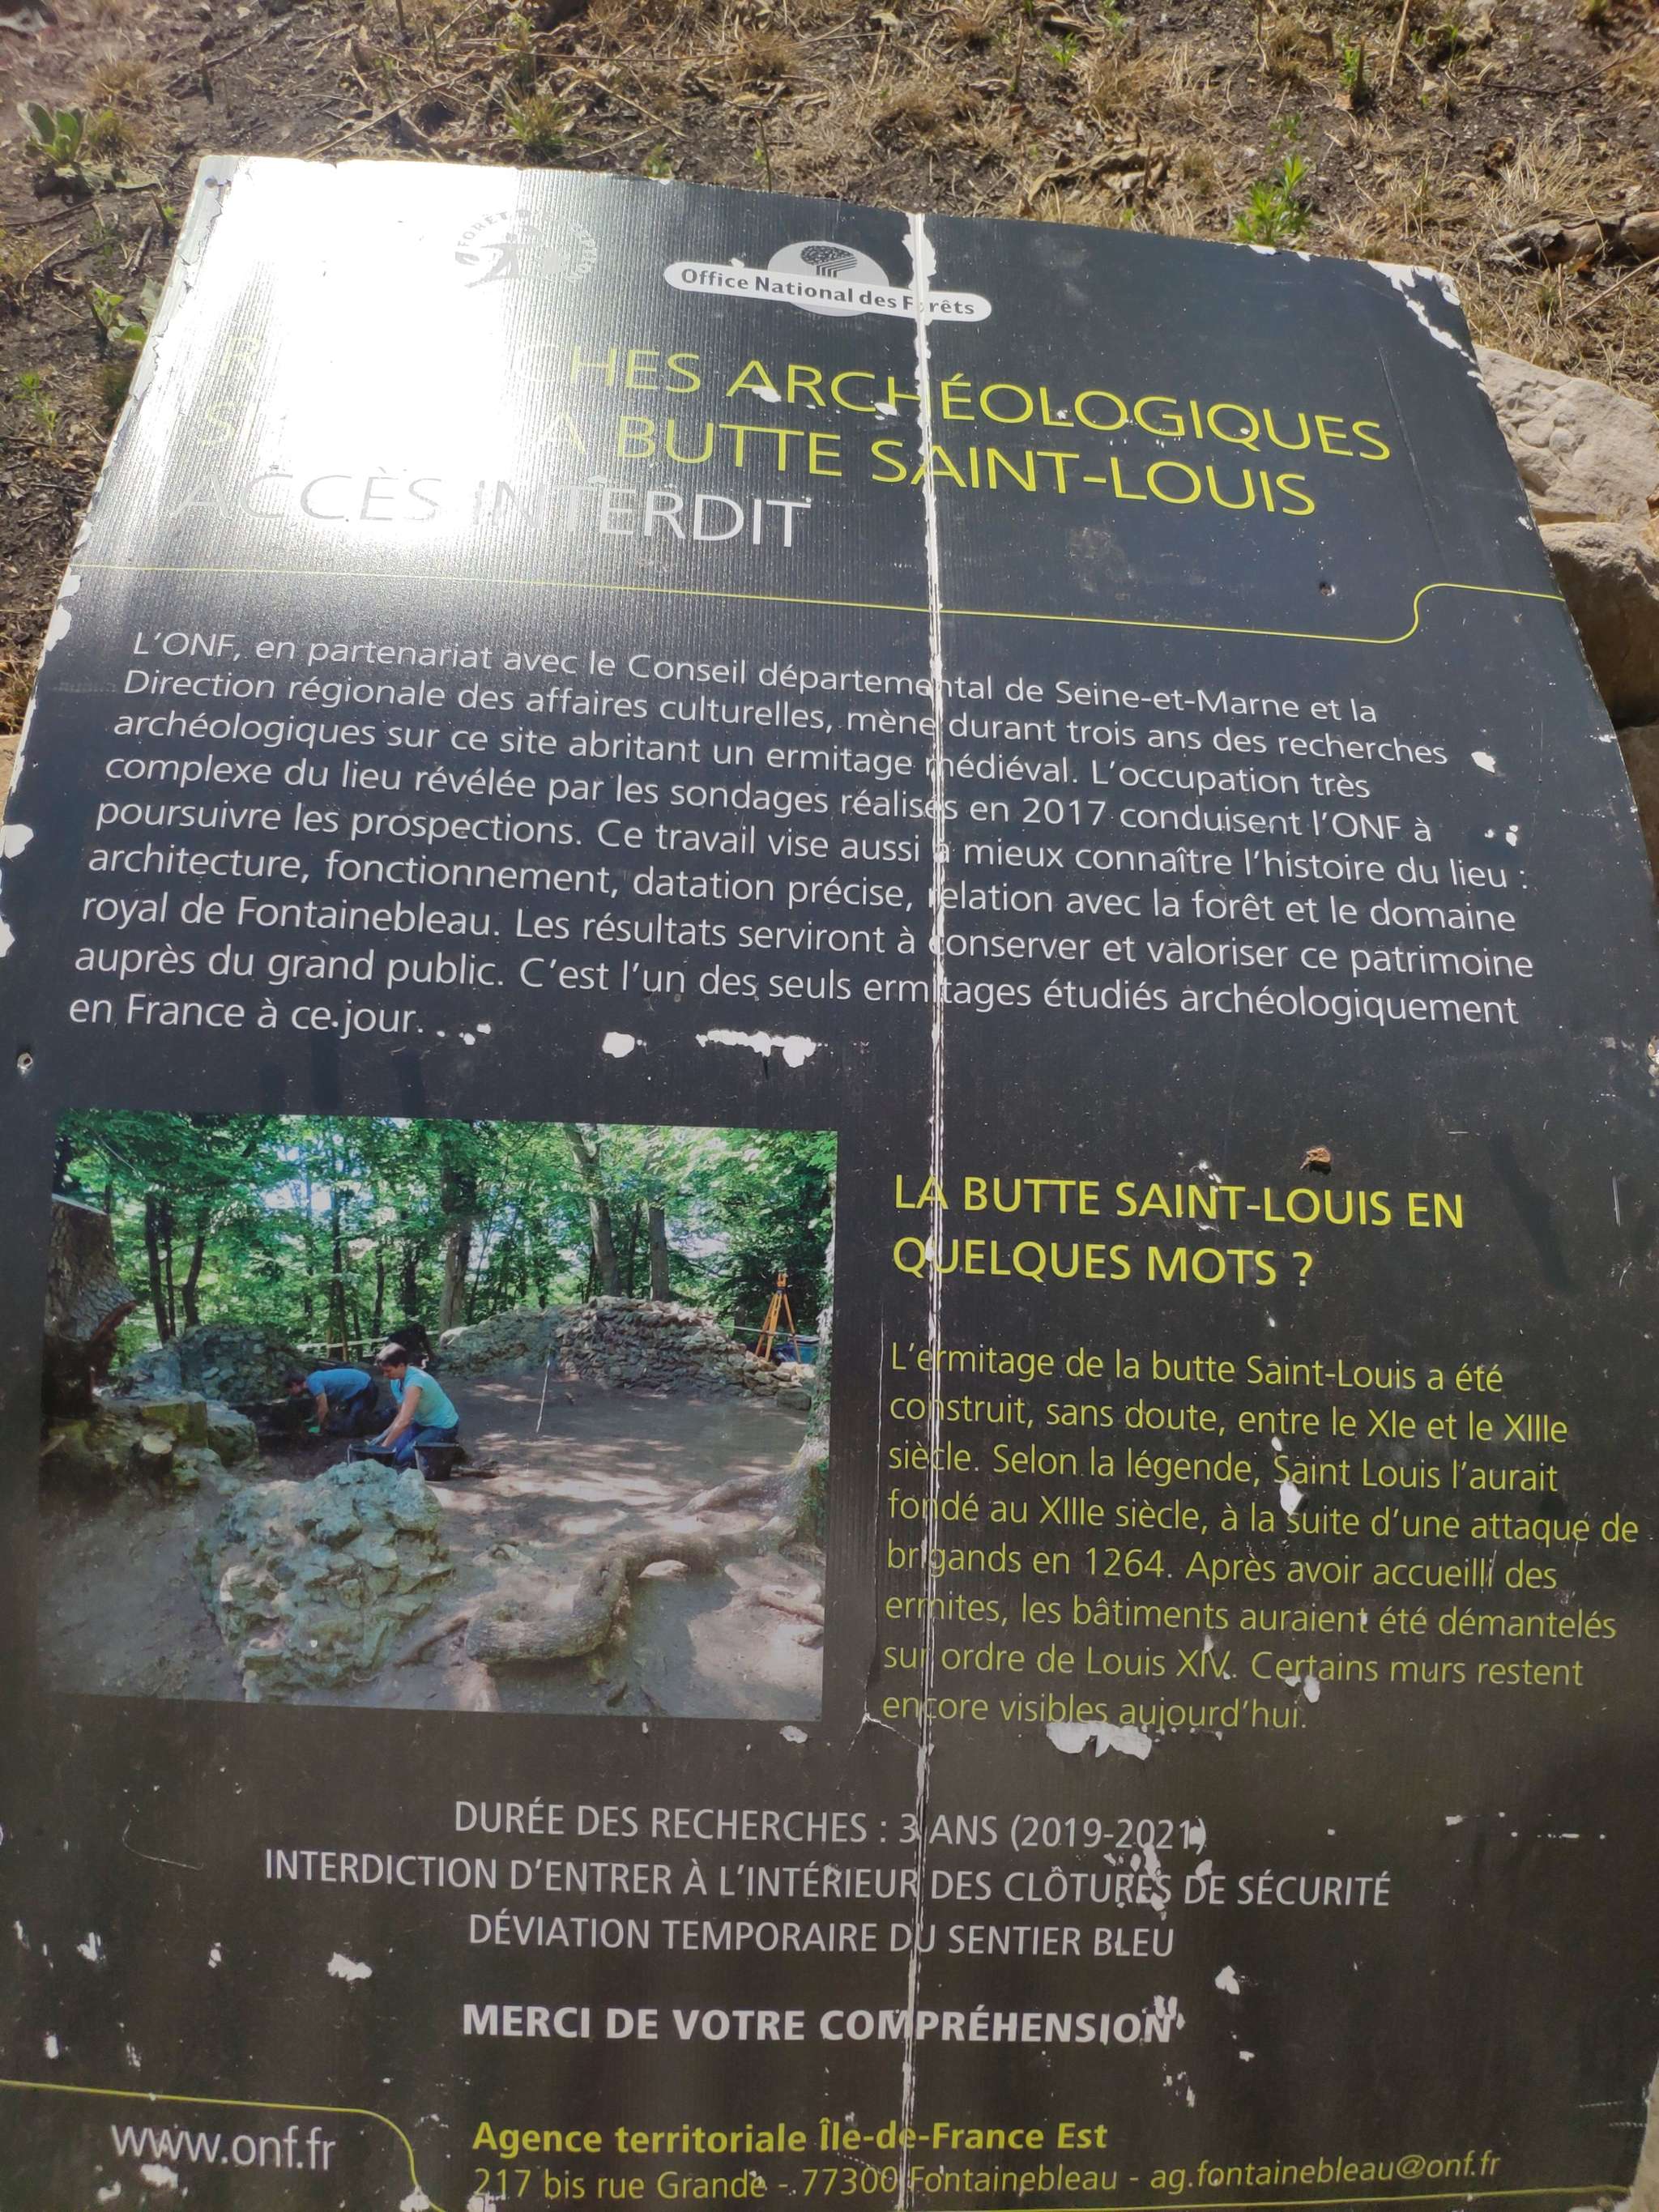 FORÊT D'EXCEPTION
Office National des Forêts
CHES ARCHÉOLOGIQUES
A BUTTE SAINT-LOUIS
ACCÈS INTERDIT
L'ONF, en partenariat avec le Conseil départemental de Seine-et-Marne et la
Direction régionale des affaires culturelles, mène durant trois ans des recherches
archéologiques sur ce site abritant un ermitage médiéval. L'occupation très
complexe du lieu révélée par les sondages réalisés en 2017 conduisent l'ONF à
poursuivre les prospections. Ce travail vise aussi à mieux connaître l'histoire du lieu :
architecture, fonctionnement, datation précise, relation avec la forêt et le domaine
royal de Fontainebleau. Les résultats serviront à conserver et valoriser ce patrimoine
auprès du grand public. C'est l'un des seuls ermitages étudiés archéologiquement
en France à ce jour.
LA BUTTE SAINT-LOUIS EN
QUELQUES MOTS ?
L'ermitage de la butte Saint-Louis a été
construit, sans doute, entre le XIe et le XIIIe
siècle. Selon la légende, Saint Louis l'aurait
fondé au XIIIe siècle, à la suite d'une attaque de
brigands en 1264. Après avoir accueilli des
ermites, les bâtiments auraient été démantelés
sur ordre de Louis XIV. Certains murs restent
encore visibles aujourd'hui.
DURÉE DES RECHERCHES : 3 ANS (2019-2021)
INTERDICTION D'ENTRER À L'INTÉRIEUR DES CLÔTURES DE SÉCURITÉ
DÉVIATION TEMPORAIRE DU SENTIER BLEU
MERCI DE VOTRE COMPRÉHENSION
www.onf.fr
Agence territoriale Île-de-France Est
217 bis rue Grande - 77300 Fontainebleau - ag.fontainebleau@onf.fr